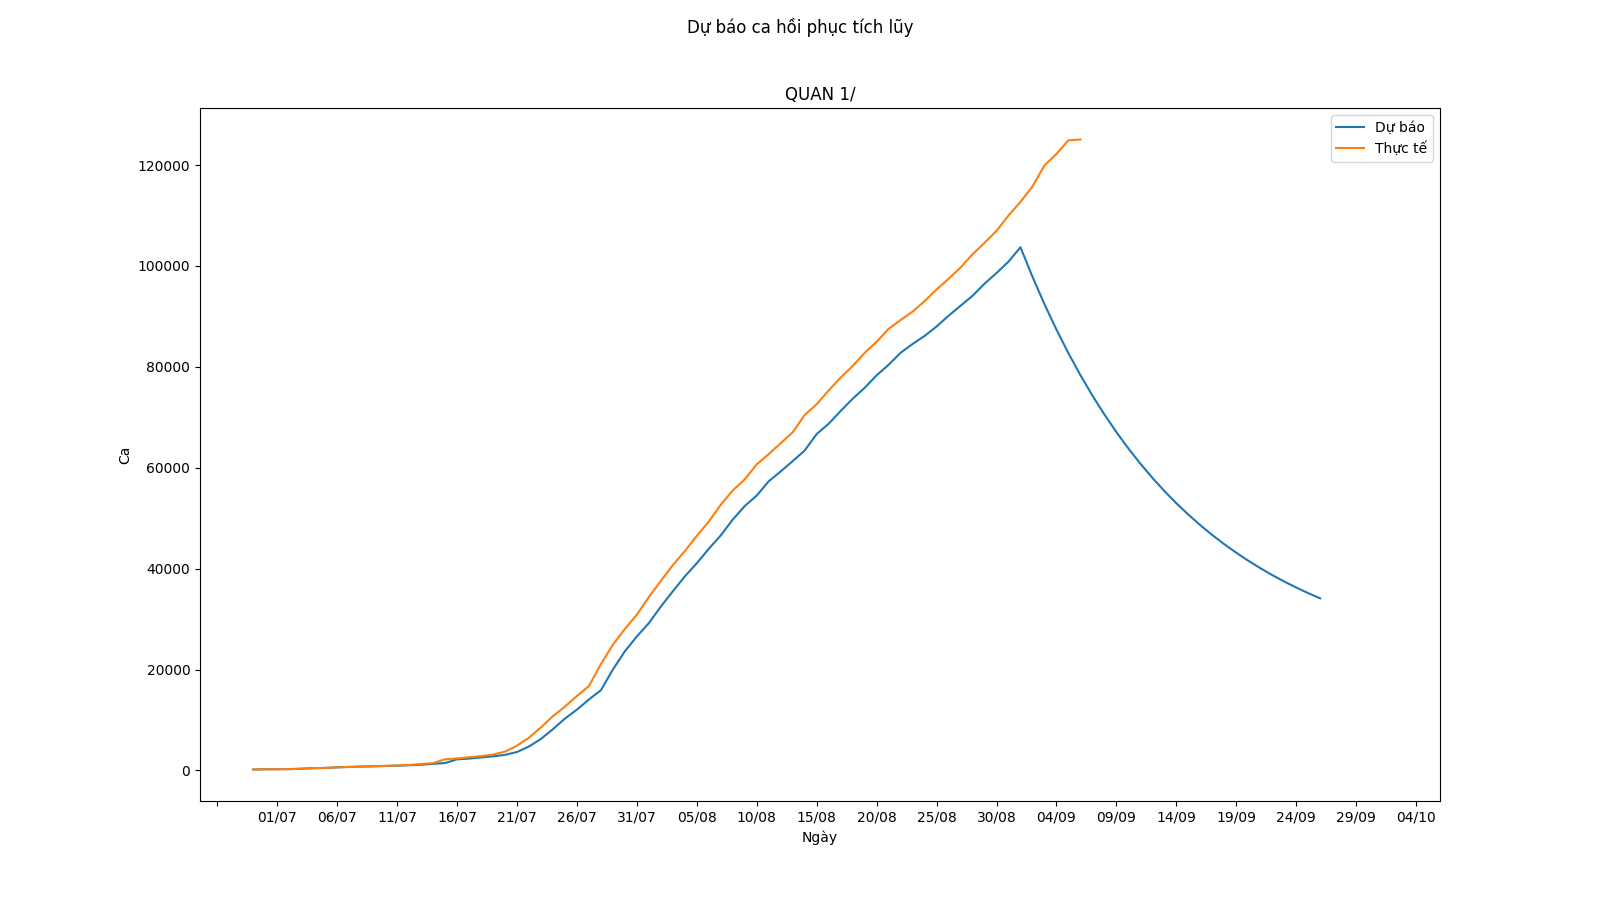 Dự báo ca hồi phục tích lũy
QUAN 1/
Dự báo
Thực tế
120000
100000
80000
60000
40000
20000
0
Ca
01/07 06/07 11/07 16/07 21/07 26/07 31/07 05/08 10/08 15/08 20/08 25/08 30/08 04/09 09/09 14/09 19/09 24/09 29/09 04/10
Ngày